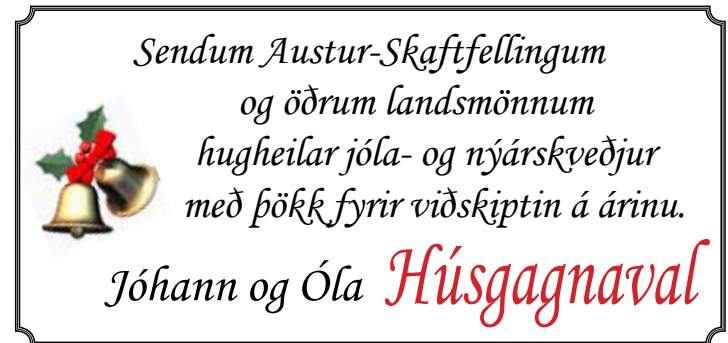 Sendum Austur-Skaftfellingum
og öðrum landsmönnum
hugheilar jóla- og nýárskveðjur
með þökk fyrir viðskiptin á árinu.
Jóhann og Óla Húsgagnaval